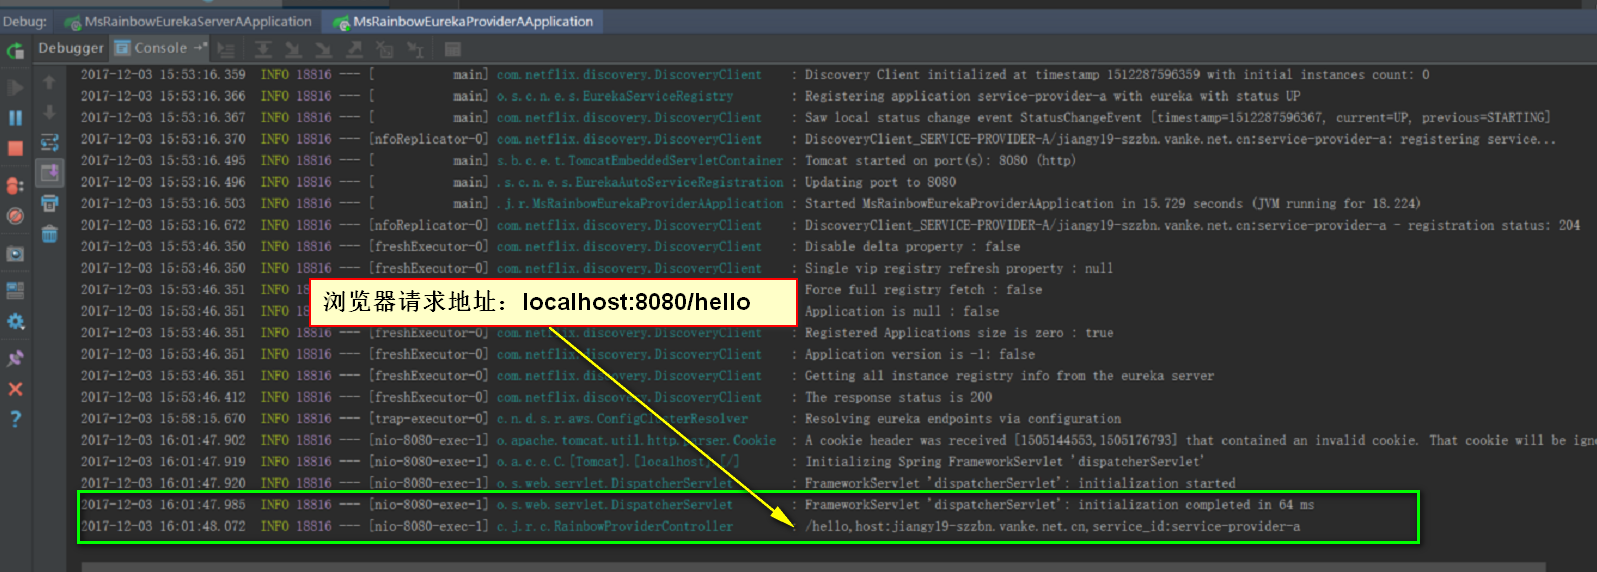 Debug: MsRainbowEurekaServerAApplication MsRainbowEurekaProviderAApplication
Debugger Console
2017-12-03 15:53:16.359 INFO 18816 --- [ main] com.netflix.discovery.DiscoveryClient : Discovery Client initialized at timestamp 1512287596359 with initial instances count: 0
2017-12-03 15:53:16.366 INFO 18816 --- [ main] o.s.c.n.e.s.EurekaServiceRegistry : Registering application service-provider-a with eureka with status UP
2017-12-03 15:53:16.367 INFO 18816 --- [ main] com.netflix.discovery.DiscoveryClient : Saw local status change event StatusChangeEvent [timestamp=1512287596367, current=UP, previous=STARTING]
2017-12-03 15:53:16.370 INFO 18816 --- [nfoReplicator-0] com.netflix.discovery.DiscoveryClient : DiscoveryClient_SERVICE-PROVIDER-A/jiangy19-szzbn.vanke.net.cn:service-provider-a: registering service...
2017-12-03 15:53:16.495 INFO 18816 --- [ main] s.b.c.e.t.TomcatEmbeddedServletContainer : Tomcat started on port(s): 8080 (http)
2017-12-03 15:53:16.496 INFO 18816 --- [ main] .s.c.n.e.s.EurekaAutoServiceRegistration : Updating port to 8080
2017-12-03 15:53:16.503 INFO 18816 --- [ main] .j.r.MsRainbowEurekaProviderAApplication : Started MsRainbowEurekaProviderAApplication in 15.729 seconds (JVM running for 18.224)
2017-12-03 15:53:16.672 INFO 18816 --- [nfoReplicator-0] com.netflix.discovery.DiscoveryClient : DiscoveryClient_SERVICE-PROVIDER-A/jiangy19-szzbn.vanke.net.cn:service-provider-a - registration status: 204
2017-12-03 15:53:46.350 INFO 18816 --- [freshExecutor-0] com.netflix.discovery.DiscoveryClient : Disable delta property : false
2017-12-03 15:53:46.350 INFO 18816 --- [freshExecutor-0] com.netflix.discovery.DiscoveryClient : Single vip registry refresh property : null
2017-12-03 15:53:46.350 INFO Force full registry fetch : false
浏览器请求地址：localhost:8080/hello
2017-12-03 15:53:46.351 INFO Application is null : false
2017-12-03 15:53:46.351 INFO 18816 --- [freshExecutor-0] com.netflix.discovery.DiscoveryClient : Registered Applications size is zero : true
2017-12-03 15:53:46.351 INFO 18816 --- [freshExecutor-0] com.netflix.discovery.DiscoveryClient : Application version is -1: false
2017-12-03 15:53:46.351 INFO 18816 --- [freshExecutor-0] com.netflix.discovery.DiscoveryClient : Getting all instance registry info from the eureka server
2017-12-03 15:53:46.412 INFO 18816 --- [freshExecutor-0] com.netflix.discovery.DiscoveryClient : The response status is 200
2017-12-03 15:58:15.670 INFO 18816 --- [trap-executor-0] c.n.d.s.r.aws.ConfigClusterResolver : Resolving eureka endpoints via configuration
2017-12-03 16:01:47.902 INFO 18816 --- [nio-8080-exec-1] o.apache.tomcat.util.http.parser.Cookie : A cookie header was received [1505144553,1505176793] that contained an invalid cookie. That cookie will be ign
2017-12-03 16:01:47.919 INFO 18816 --- [nio-8080-exec-1] o.a.c.c.C.[Tomcat].[localhost].[/] : Initializing Spring FrameworkServlet 'dispatcherServlet'
2017-12-03 16:01:47.920 INFO 18816 --- [nio-8080-exec-1] o.s.web.servlet.DispatcherServlet : FrameworkServlet 'dispatcherServlet': initialization started
2017-12-03 16:01:47.985 INFO 18816 --- [nio-8080-exec-1] o.s.web.servlet.DispatcherServlet : FrameworkServlet 'dispatcherServlet': initialization completed in 64 ms
2017-12-03 16:01:48.072 INFO 18816 --- [nio-8080-exec-1] c.j.r.c.RainbowProviderController : /hello,host:jiangy19-szzbn.vanke.net.cn,service_id:service-provider-a